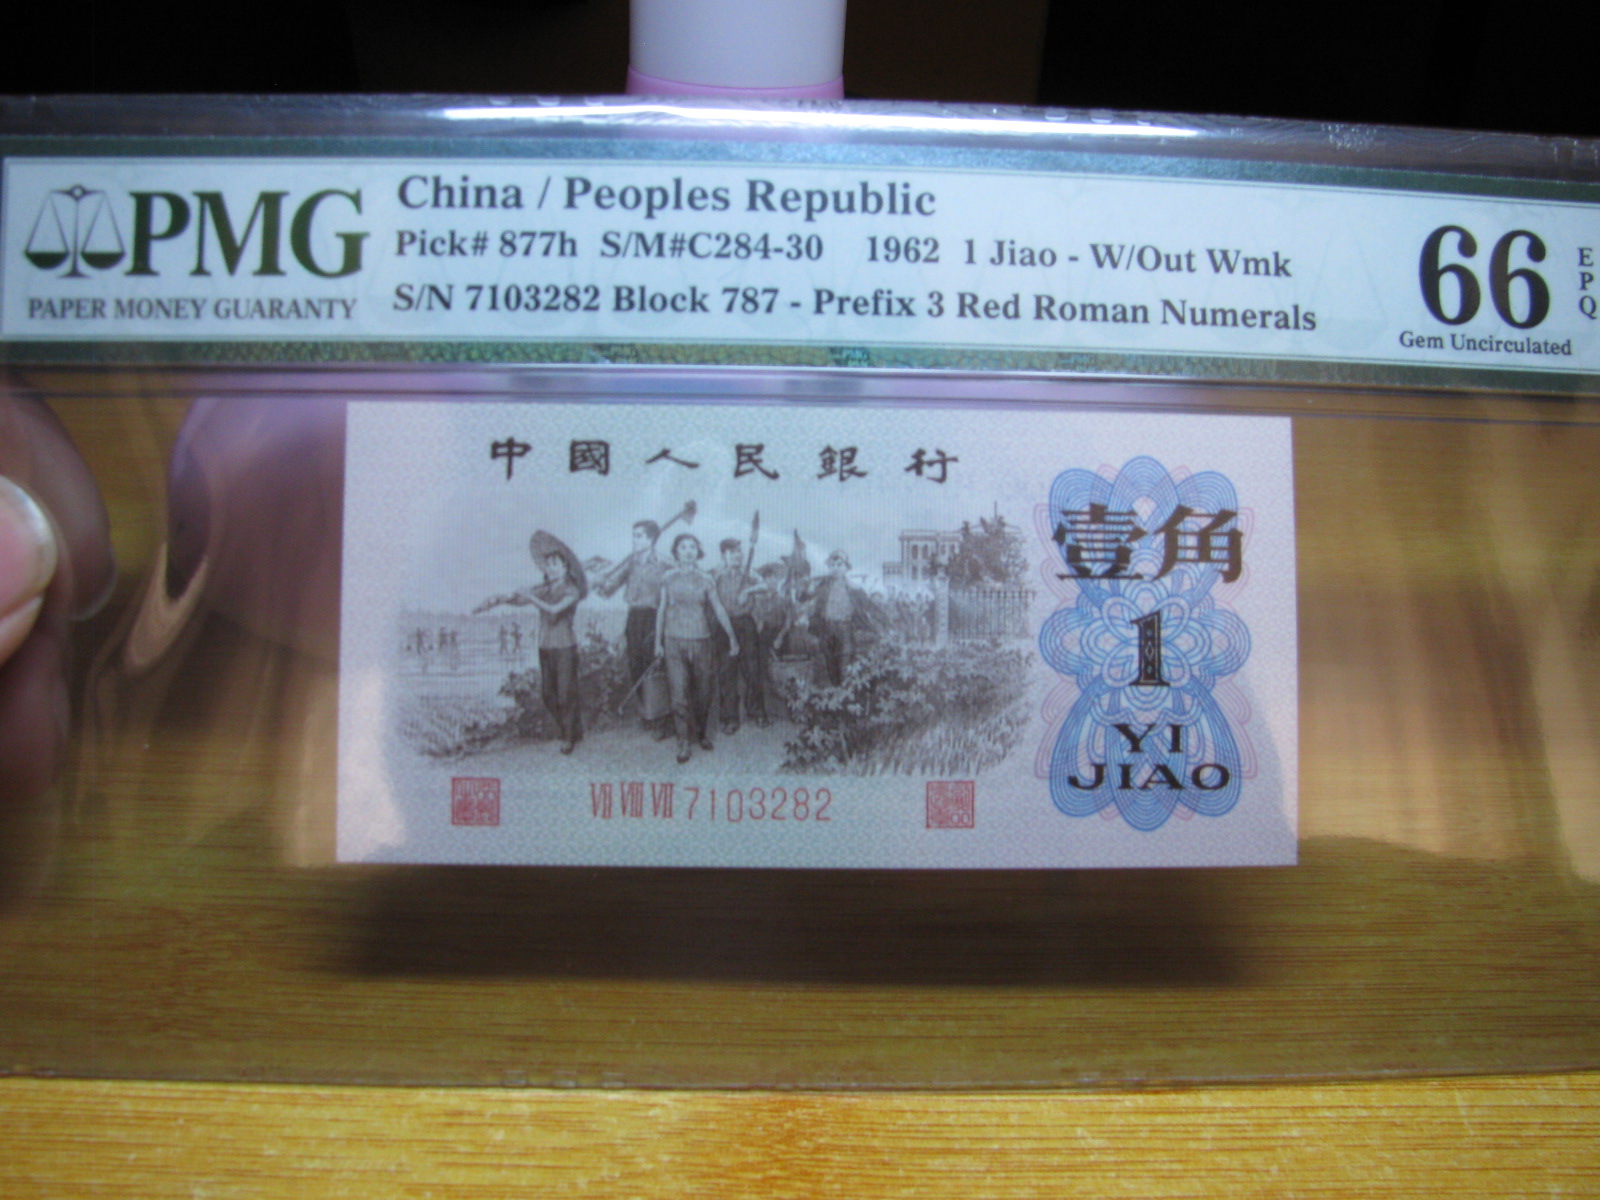 PMG
PAPER MONEY GUARANTY
China / Peoples Republic
Pick# 877h S/M#C284-30 1962 1 Jiao - W/Out Wmk
S/N 7103282 Block 787 - Prefix 3 Red Roman Numerals
66
EPQ
Gem Uncirculated
中國人民銀行
壹角
1
YI
JIAO
VII VIII VII 7103282